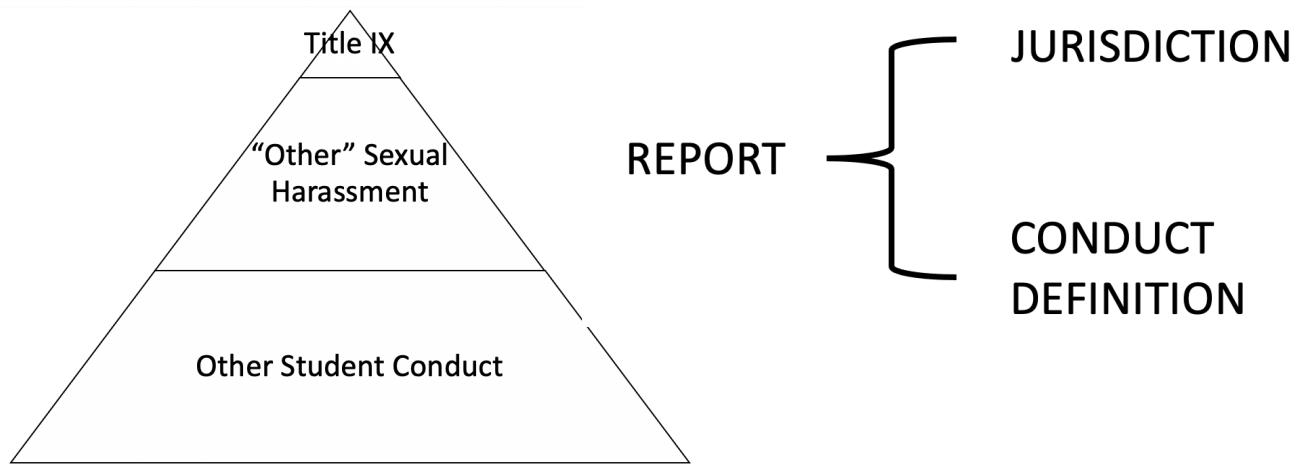 Title IX
“Other” Sexual
Harassment
Other Student Conduct
REPORT
JURISDICTION
CONDUCT
DEFINITION